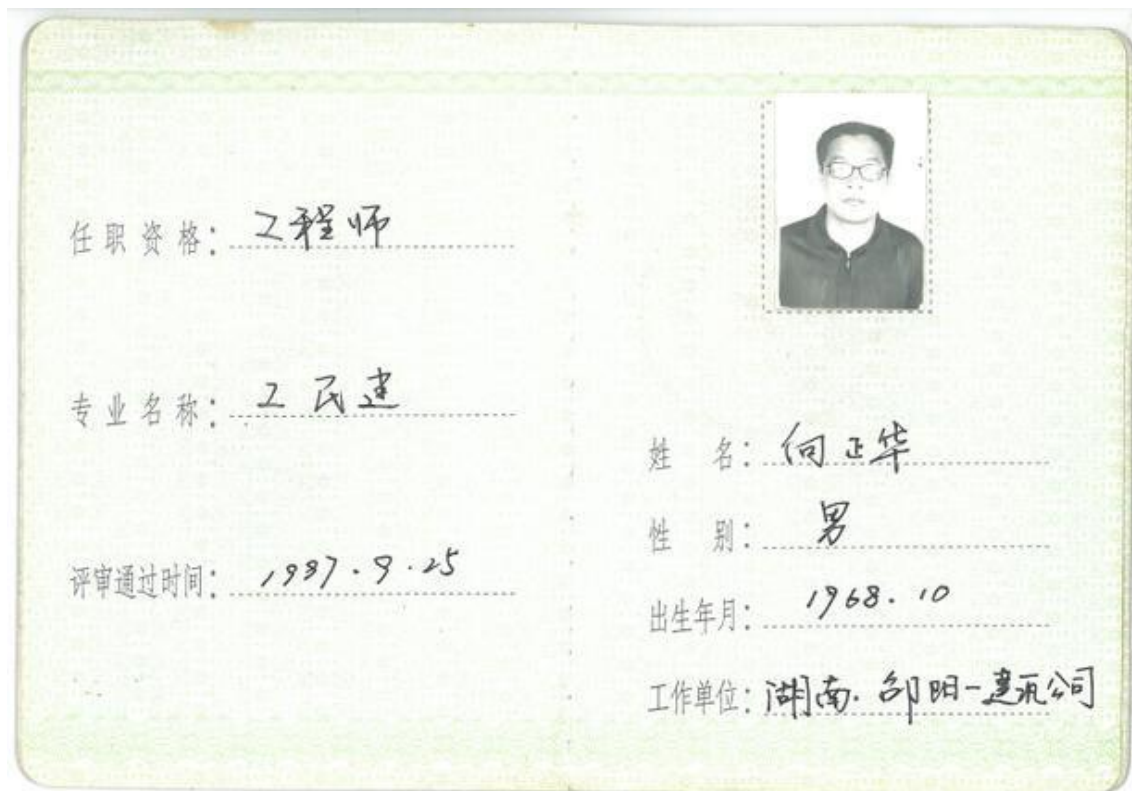 任职资格: 工程师
专业名称: 工民建
评审通过时间: 1997.9.25
姓名: 向正华
性别: 男
出生年月: 1968.10
工作单位: 湖南.邵阳一建筑公司